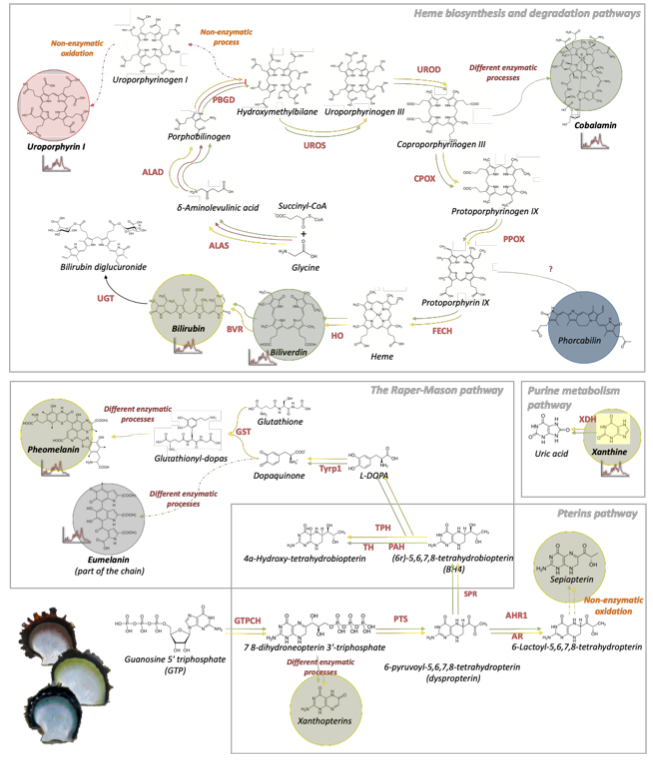 Heme biosynthesis and degradation pathways
Non-enzymatic
oxidation
Non-enzymatic
process
Uroporphyrinogen I
Different enzymatic
processes
UROD
PBGD
Hydroxymethylbilane
Uroporphyrinogen III
Cobalamin
Uroporphyrin I
Porphobilinogen
UROS
Coproporphyrinogen III
ALAD
CPOX
δ-Aminolevulinic acid
Succinyl-CoA
+
Protoporphyrinogen IX
ALAS
Glycine
PPOX
Bilirubin diglucuronide
?
UGT
Protoporphyrin IX
Bilirubin
BVR
Biliverdin
HO
Heme
FECH
Phorcabilin
The Raper-Mason pathway
Purine metabolism
pathway
Different enzymatic
processes
Glutathione
XDH
Pheomelanin
GST
Uric acid
Xanthine
Glutathionyl-dopas
Tyrp1
Dopaquinone
L-DOPA
Different enzymatic
processes
Pterins pathway
TPH
TH
PAH
Eumelanin
(part of the chain)
4a-Hydroxy-tetrahydrobiopterin
(6r)-5,6,7,8-tetrahydrobiopterin
(BH4)
Sepiapterin
SPR
Non-enzymatic
oxidation
GTPCH
PTS
AHR1
AR
Guanosine 5' triphosphate
(GTP)
7 8-dihydroneopterin 3'-triphosphate
6-Lactoyl-5,6,7,8-tetrahydropterin
Different enzymatic
processes
6-pyruvoyl-5,6,7,8-tetrahydropterin
(dyspropterin)
Xanthopterins